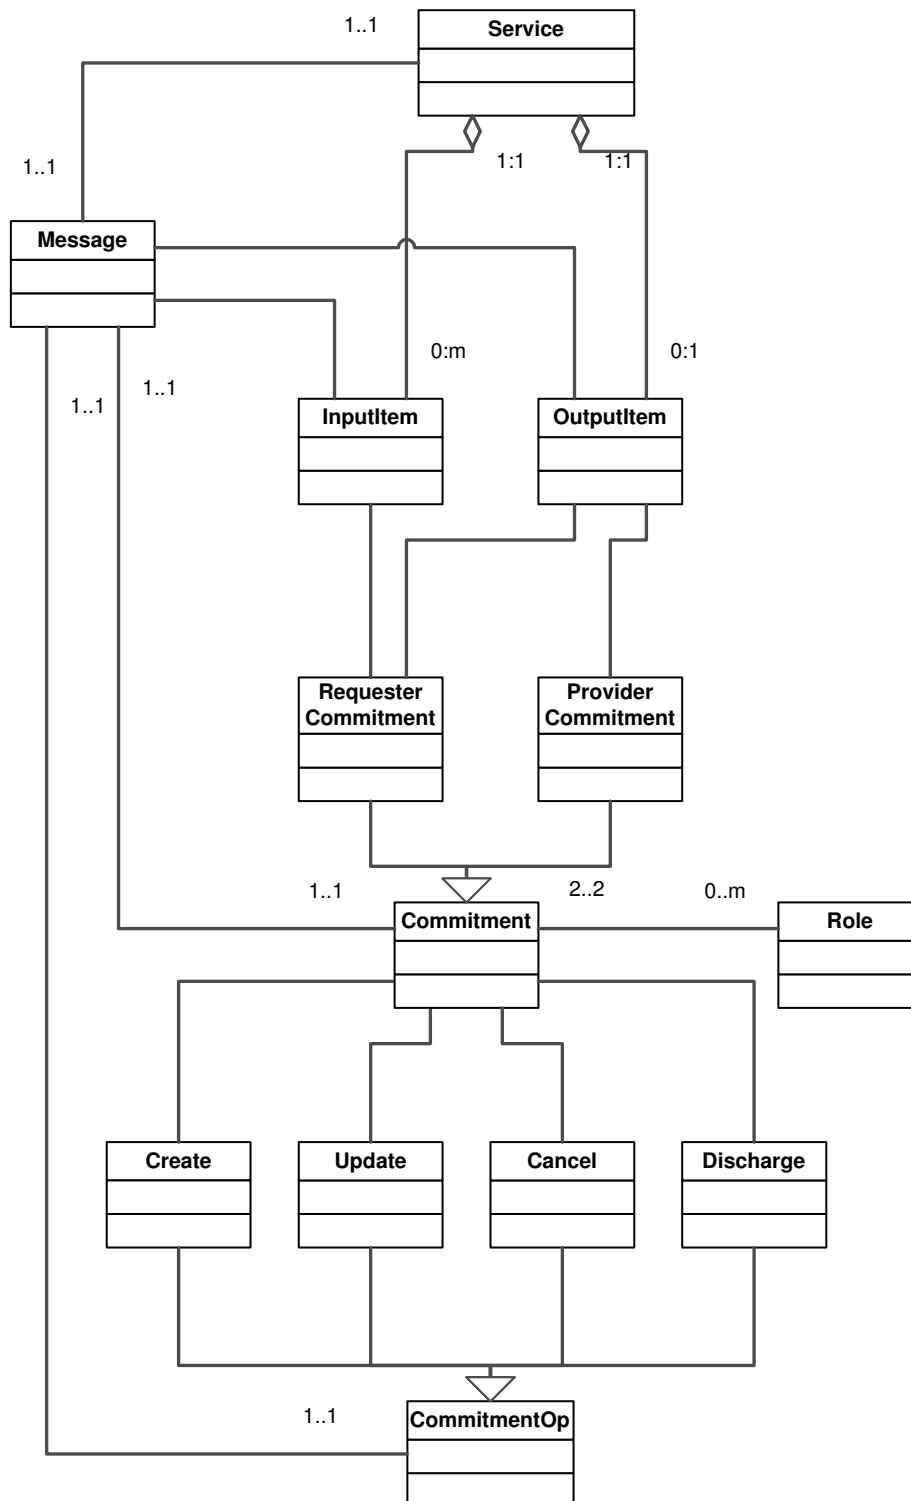 1..1
Service
1..1
1:1
1:1
Message
0:m
0:1
1..1
1..1
InputItem
OutputItem
Requester
Commitment
Provider
Commitment
1..1
2..2
0..m
Commitment
Role
Create
Update
Cancel
Discharge
1..1
CommitmentOp